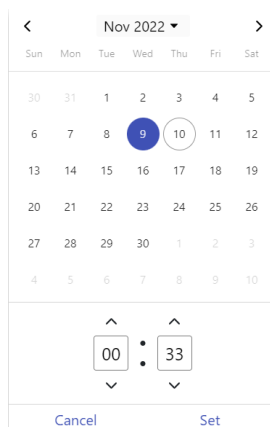 Nov 2022
Sun Mon Tue Wed Thu Fri Sat
30 31 1 2 3 4 5
6 7 8 9 10 11 12
13 14 15 16 17 18 19
20 21 22 23 24 25 26
27 28 29 30 1 2 3
4 5 6 7 8 9 10
00 : 33
Cancel Set